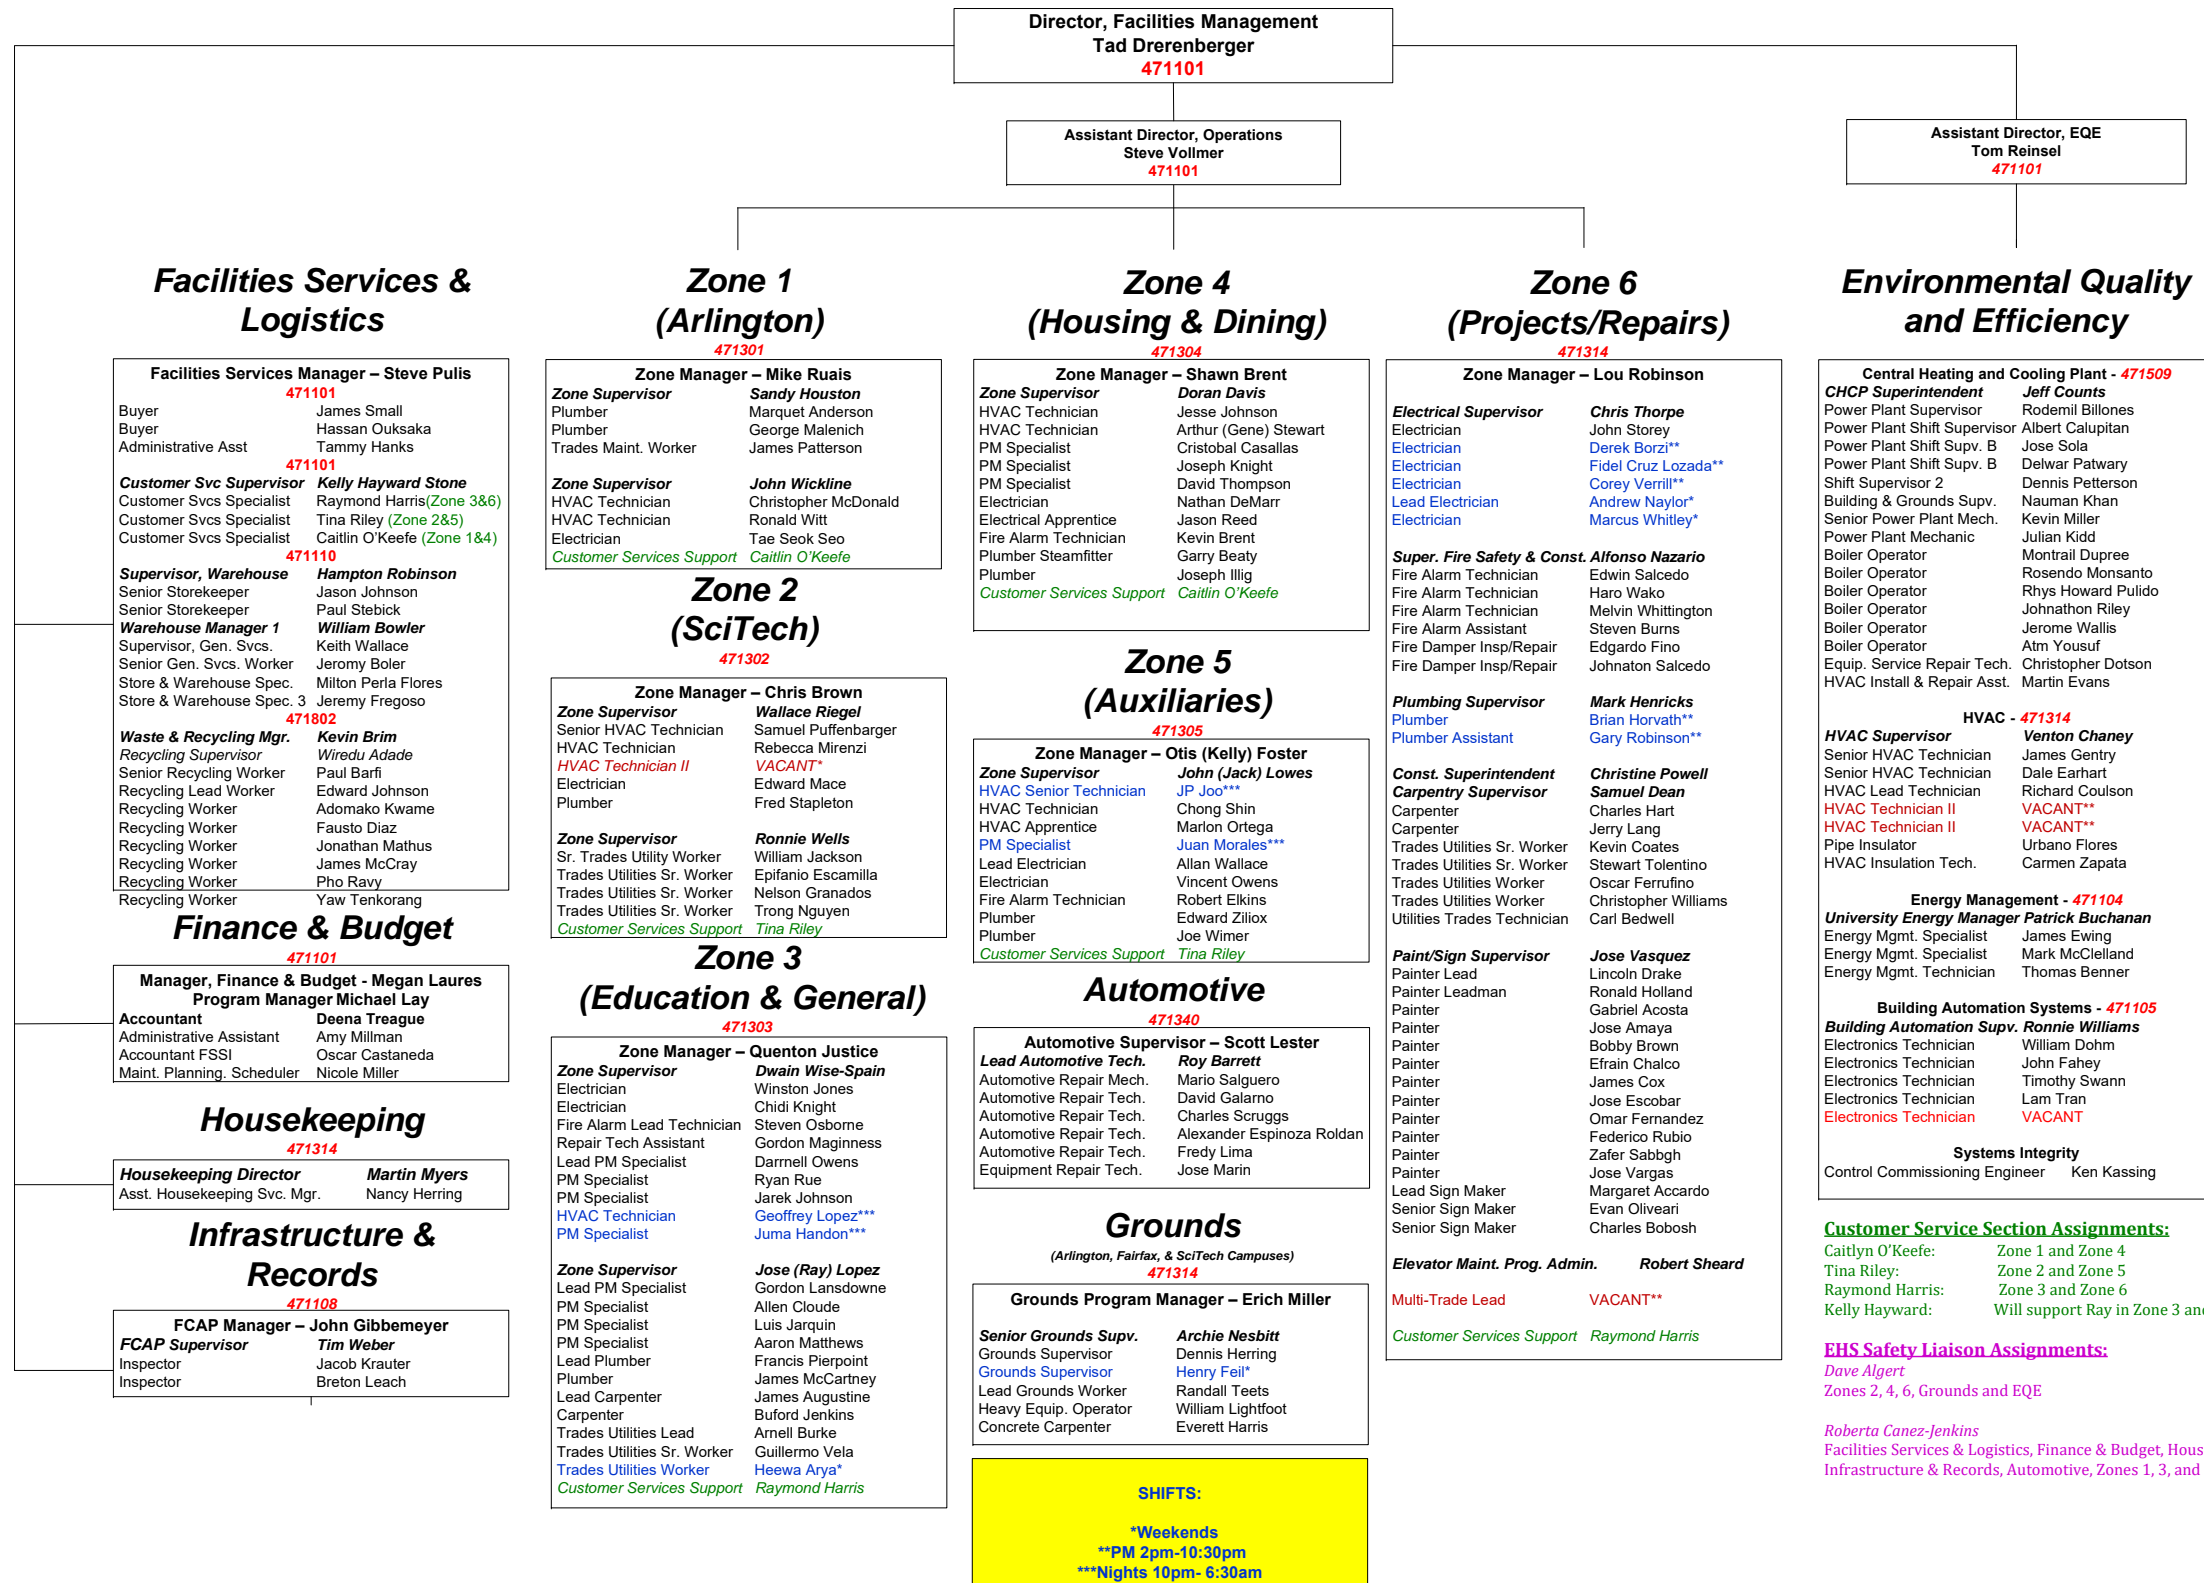 Director, Facilities Management
Tad Drerenberger
471101
Assistant Director, Operations
Steve Vollmer
471101
Assistant Director, EQE
Tom Reinsel
471101
Facilities Services &
Logistics
Facilities Services Manager – Steve Pulis
471101
Buyer James Small
Buyer Hassan Ouksaka
Administrative Asst Tammy Hanks
471101
Customer Svc Supervisor Kelly Hayward Stone
Customer Svcs Specialist Raymond Harris(Zone 3&6)
Customer Svcs Specialist Tina Riley (Zone 2&5)
Customer Svcs Specialist Caitlin O'Keefe (Zone 1&4)
471110
Supervisor, Warehouse Hampton Robinson
Senior Storekeeper Jason Johnson
Senior Storekeeper Paul Stebick
Warehouse Manager 1 William Bowler
Supervisor, Gen. Svcs. Keith Wallace
Senior Gen. Svcs. Worker Jeromy Boler
Store & Warehouse Spec. Milton Perla Flores
Store & Warehouse Spec. 3 Jeremy Fregoso
471802
Waste & Recycling Mgr. Kevin Brim
Recycling Supervisor Wiredu Adade
Senior Recycling Worker Paul Barfi
Recycling Lead Worker Edward Johnson
Recycling Worker Adomako Kwame
Recycling Worker Fausto Diaz
Recycling Worker Jonathan Mathus
Recycling Worker James McCray
Recycling Worker Pho Ravy
Recycling Worker Yaw Tenkorang
Finance & Budget
471101
Manager, Finance & Budget - Megan Laures
Program Manager Michael Lay
Accountant Deena Treague
Administrative Assistant Amy Millman
Accountant FSSI Oscar Castaneda
Maint. Planning. Scheduler Nicole Miller
Housekeeping
471314
Housekeeping Director Martin Myers
Asst. Housekeeping Svc. Mgr. Nancy Herring
Infrastructure &
Records
471108
FCAP Manager – John Gibbemeyer
FCAP Supervisor Tim Weber
Inspector Jacob Krauter
Inspector Breton Leach
Zone 1
(Arlington)
471301
Zone Manager – Mike Ruais
Zone Supervisor Sandy Houston
Plumber Marquet Anderson
Plumber George Malenich
Trades Maint. Worker James Patterson
Zone Supervisor John Wickline
HVAC Technician Christopher McDonald
HVAC Technician Ronald Witt
Electrician Tae Seok Seo
Customer Services Support Caitlin O'Keefe
Zone 2
(SciTech)
471302
Zone Manager – Chris Brown
Zone Supervisor Wallace Riegel
Senior HVAC Technician Samuel Puffenbarger
HVAC Technician Rebecca Mirenzi
HVAC Technician II VACANT*
Electrician Edward Mace
Plumber Fred Stapleton
Zone Supervisor Ronnie Wells
Sr. Trades Utility Worker William Jackson
Trades Utilities Sr. Worker Epifanio Escamilla
Trades Utilities Sr. Worker Nelson Granados
Trades Utilities Sr. Worker Trong Nguyen
Customer Services Support Tina Riley
Zone 3
(Education & General)
471303
Zone Manager – Quenton Justice
Zone Supervisor Dwain Wise-Spain
Electrician Winston Jones
Electrician Chidi Knight
Fire Alarm Lead Technician Steven Osborne
Repair Tech Assistant Gordon Maginness
Lead PM Specialist Darrnell Owens
PM Specialist Ryan Rue
PM Specialist Jarek Johnson
HVAC Technician Geoffrey Lopez***
PM Specialist Juma Handon***
Zone Supervisor Jose (Ray) Lopez
Lead PM Specialist Gordon Lansdowne
PM Specialist Allen Cloude
PM Specialist Luis Jarquin
PM Specialist Aaron Matthews
Lead Plumber Francis Pierpoint
Plumber James McCartney
Lead Carpenter James Augustine
Carpenter Buford Jenkins
Trades Utilities Lead Arnell Burke
Trades Utilities Sr. Worker Guillermo Vela
Trades Utilities Worker Heewa Arya*
Customer Services Support Raymond Harris
Zone 4
(Housing & Dining)
471304
Zone Manager – Shawn Brent
Zone Supervisor Doran Davis
HVAC Technician Jesse Johnson
HVAC Technician Arthur (Gene) Stewart
PM Specialist Cristobal Casallas
PM Specialist Joseph Knight
PM Specialist David Thompson
Electrician Nathan DeMarr
Electrical Apprentice Jason Reed
Fire Alarm Technician Kevin Brent
Plumber Steamfitter Garry Beaty
Plumber Joseph Illig
Customer Services Support Caitlin O'Keefe
Zone 5
(Auxiliaries)
471305
Zone Manager – Otis (Kelly) Foster
Zone Supervisor John (Jack) Lowes
HVAC Senior Technician JP Joo***
HVAC Technician Chong Shin
HVAC Apprentice Marlon Ortega
PM Specialist Juan Morales***
Lead Electrician Allan Wallace
Electrician Vincent Owens
Fire Alarm Technician Robert Elkins
Plumber Edward Ziliox
Plumber Joe Wimer
Customer Services Support Tina Riley
Automotive
471340
Automotive Supervisor – Scott Lester
Lead Automotive Tech. Roy Barrett
Automotive Repair Mech. Mario Salguero
Automotive Repair Tech. David Galarno
Automotive Repair Tech. Charles Scruggs
Automotive Repair Tech. Alexander Espinoza Roldan
Automotive Repair Tech. Fredy Lima
Equipment Repair Tech. Jose Marin
Grounds
(Arlington, Fairfax, & SciTech Campuses)
471314
Grounds Program Manager – Erich Miller
Senior Grounds Supv. Archie Nesbitt
Grounds Supervisor Dennis Herring
Grounds Supervisor Henry Feil*
Lead Grounds Worker Randall Teets
Heavy Equip. Operator William Lightfoot
Concrete Carpenter Everett Harris
SHIFTS:
*Weekends
**PM 2pm-10:30pm
***Nights 10pm- 6:30am
Zone 6
(Projects/Repairs)
471314
Zone Manager – Lou Robinson
Electrical Supervisor Chris Thorpe
Electrician John Storey
Electrician Derek Borzi**
Electrician Fidel Cruz Lozada**
Electrician Corey Verrill**
Lead Electrician Andrew Naylor*
Electrician Marcus Whitley*
Super. Fire Safety & Const. Alfonso Nazario
Fire Alarm Technician Edwin Salcedo
Fire Alarm Technician Haro Wako
Fire Alarm Technician Melvin Whittington
Fire Alarm Assistant Steven Burns
Fire Damper Insp/Repair Edgardo Fino
Fire Damper Insp/Repair Johnaton Salcedo
Plumbing Supervisor Mark Henricks
Plumber Brian Horvath**
Plumber Assistant Gary Robinson**
Const. Superintendent Christine Powell
Carpentry Supervisor Samuel Dean
Carpenter Charles Hart
Carpenter Jerry Lang
Trades Utilities Sr. Worker Kevin Coates
Trades Utilities Sr. Worker Stewart Tolentino
Trades Utilities Worker Oscar Ferrufino
Trades Utilities Worker Christopher Williams
Utilities Trades Technician Carl Bedwell
Paint/Sign Supervisor Jose Vasquez
Painter Lead Lincoln Drake
Painter Leadman Ronald Holland
Painter Gabriel Acosta
Painter Jose Amaya
Painter Bobby Brown
Painter Efrain Chalco
Painter James Cox
Painter Jose Escobar
Painter Omar Fernandez
Painter Federico Rubio
Painter Zafer Sabbgh
Painter Jose Vargas
Lead Sign Maker Margaret Accardo
Senior Sign Maker Evan Oliveari
Senior Sign Maker Charles Bobosh
Elevator Maint. Prog. Admin. Robert Sheard
Multi-Trade Lead VACANT**
Customer Services Support Raymond Harris
Environmental Quality
and Efficiency
Central Heating and Cooling Plant - 471509
CHCP Superintendent Jeff Counts
Power Plant Supervisor Rodemil Billones
Power Plant Shift Supervisor Albert Calupitan
Power Plant Shift Supv. B Jose Sola
Power Plant Shift Supv. B Delwar Patwary
Shift Supervisor 2 Dennis Petterson
Building & Grounds Supv. Nauman Khan
Senior Power Plant Mech. Kevin Miller
Power Plant Mechanic Julian Kidd
Boiler Operator Montrail Dupree
Boiler Operator Rosendo Monsanto
Boiler Operator Rhys Howard Pulido
Boiler Operator Johnathon Riley
Boiler Operator Jerome Wallis
Boiler Operator Atm Yousuf
Equip. Service Repair Tech. Christopher Dotson
HVAC Install & Repair Asst. Martin Evans
HVAC - 471314
HVAC Supervisor Venton Chaney
Senior HVAC Technician James Gentry
Senior HVAC Technician Dale Earhart
HVAC Lead Technician Richard Coulson
HVAC Technician II VACANT**
HVAC Technician II VACANT**
Pipe Insulator Urbano Flores
HVAC Insulation Tech. Carmen Zapata
Energy Management - 471104
University Energy Manager Patrick Buchanan
Energy Mgmt. Specialist James Ewing
Energy Mgmt. Specialist Mark McClelland
Energy Mgmt. Technician Thomas Benner
Building Automation Systems - 471105
Building Automation Supv. Ronnie Williams
Electronics Technician William Dohm
Electronics Technician John Fahey
Electronics Technician Timothy Swann
Electronics Technician Lam Tran
Electronics Technician VACANT
Systems Integrity
Control Commissioning Engineer Ken Kassing
Customer Service Section Assignments:
Caitlyn O'Keefe: Zone 1 and Zone 4
Tina Riley: Zone 2 and Zone 5
Raymond Harris: Zone 3 and Zone 6
Kelly Hayward: Will support Ray in Zone 3 and
EHS Safety Liaison Assignments:
Dave Algert
Zones 2, 4, 6, Grounds and EQE
Roberta Canez-Jenkins
Facilities Services & Logistics, Finance & Budget, Hous
Infrastructure & Records, Automotive, Zones 1, 3, and